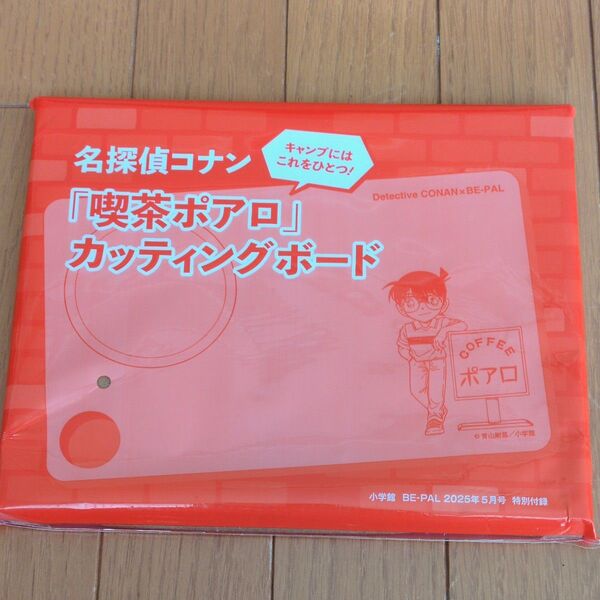 名探偵コナン
キャンプには
これをひとつ!
「喫茶ポアロ」
カッティングボード
Detective CONAN×BE-PAL
COFFEE
ポアロ
©青山剛昌/小学館
小学館 BE-PAL 2025年5月号 特別付録